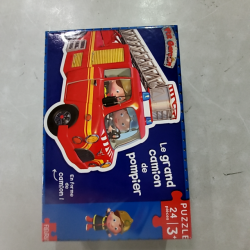 Le grand
camion
de
pompier
En forme
de
camion !
PUZZLE
24
3+